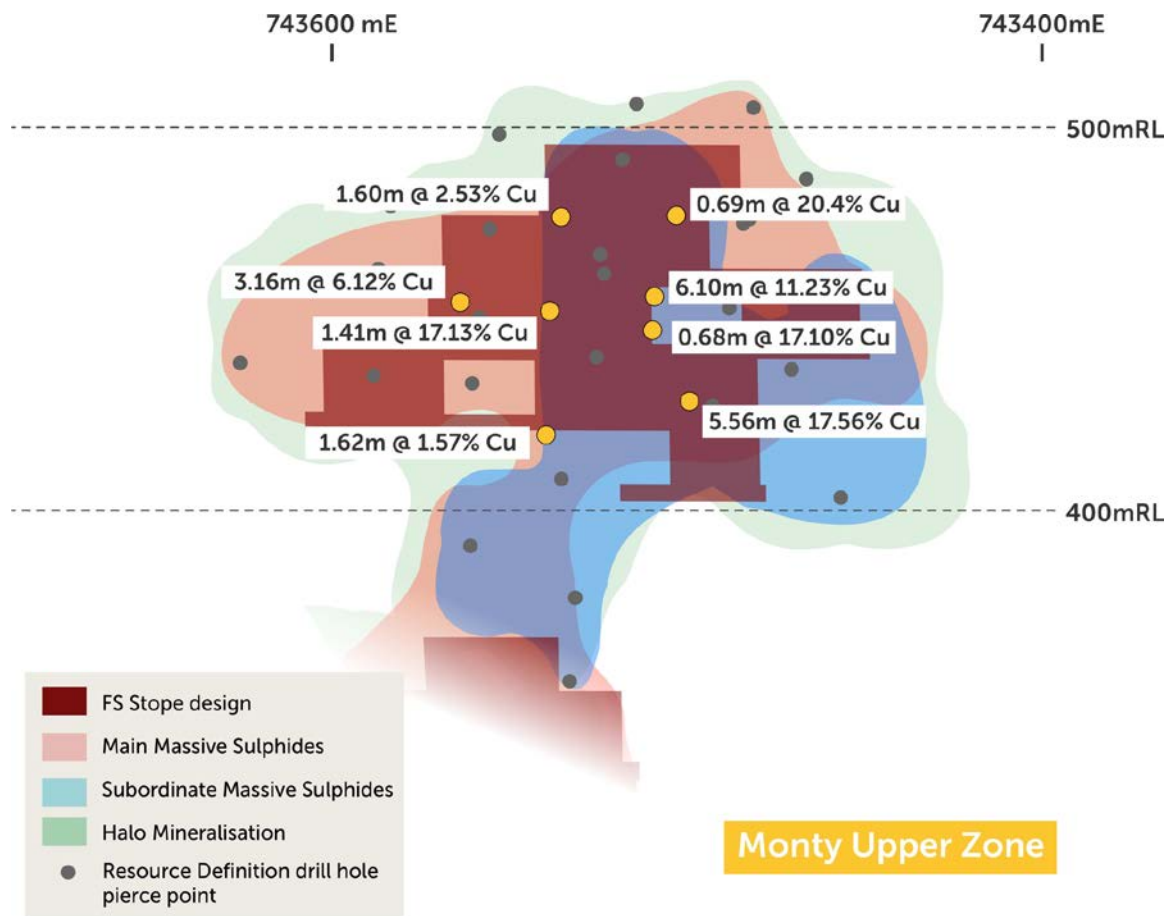 743600 mE
743400mE
500mRL
1.60m @ 2.53% Cu
0.69m @ 20.4% Cu
3.16m @ 6.12% Cu
6.10m @ 11.23% Cu
1.41m @ 17.13% Cu
0.68m @ 17.10% Cu
5.56m @ 17.56% Cu
1.62m @ 1.57% Cu
400mRL
FS Stope design
Main Massive Sulphides
Subordinate Massive Sulphides
Halo Mineralisation
Resource Definition drill hole
pierce point
Monty Upper Zone